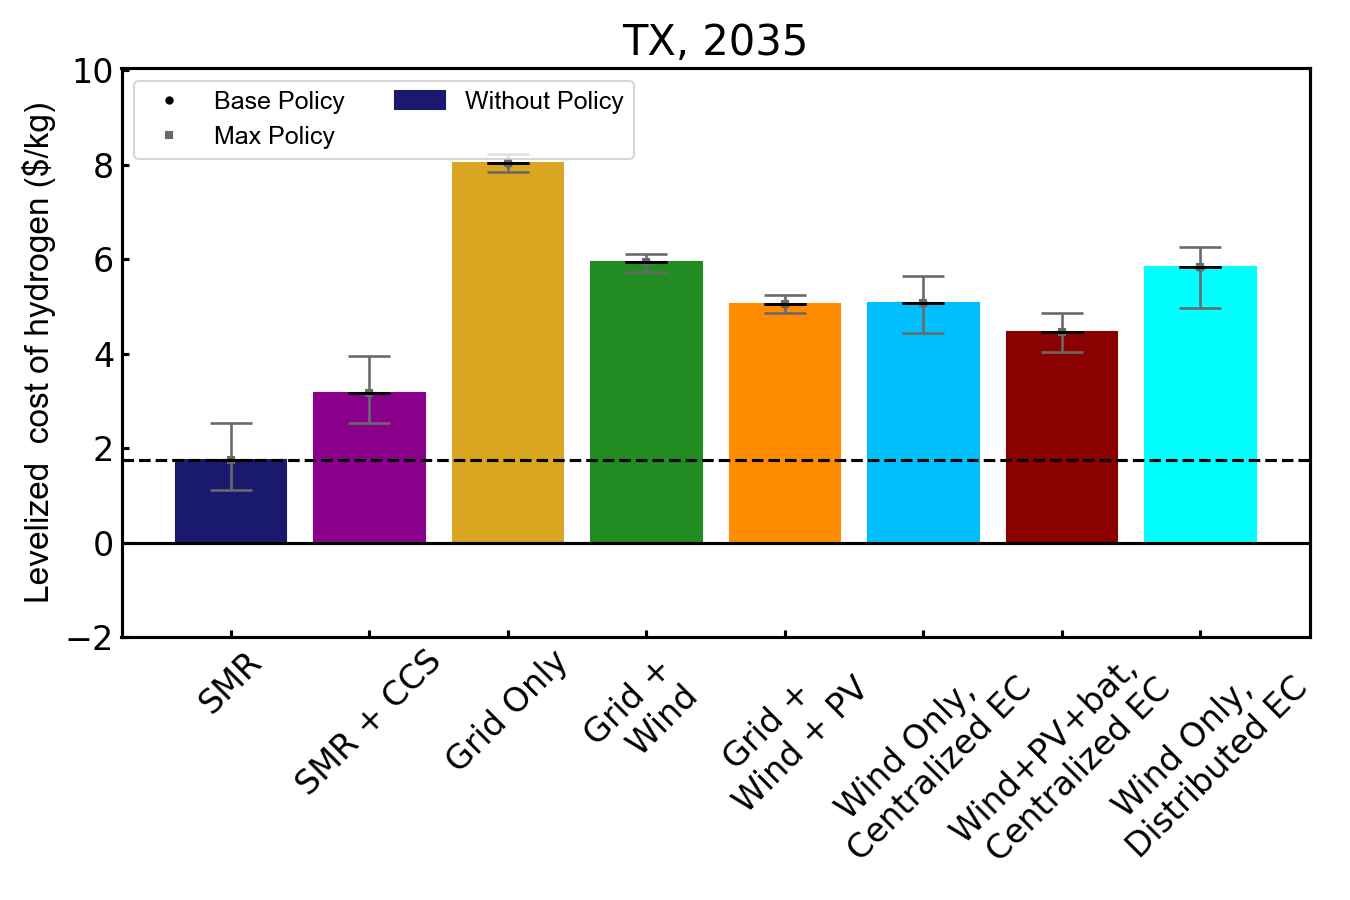 TX, 2035
Levelized  cost of hydrogen ($/kg)
10
8
6
4
2
0
−2
Base Policy
Max Policy
Without Policy
SMR
SMR + CCS
Grid Only
Grid +
Wind
Grid +
Wind + PV
Wind Only,
Centralized EC
Wind+PV+bat,
Centralized EC
Wind Only,
Distributed EC